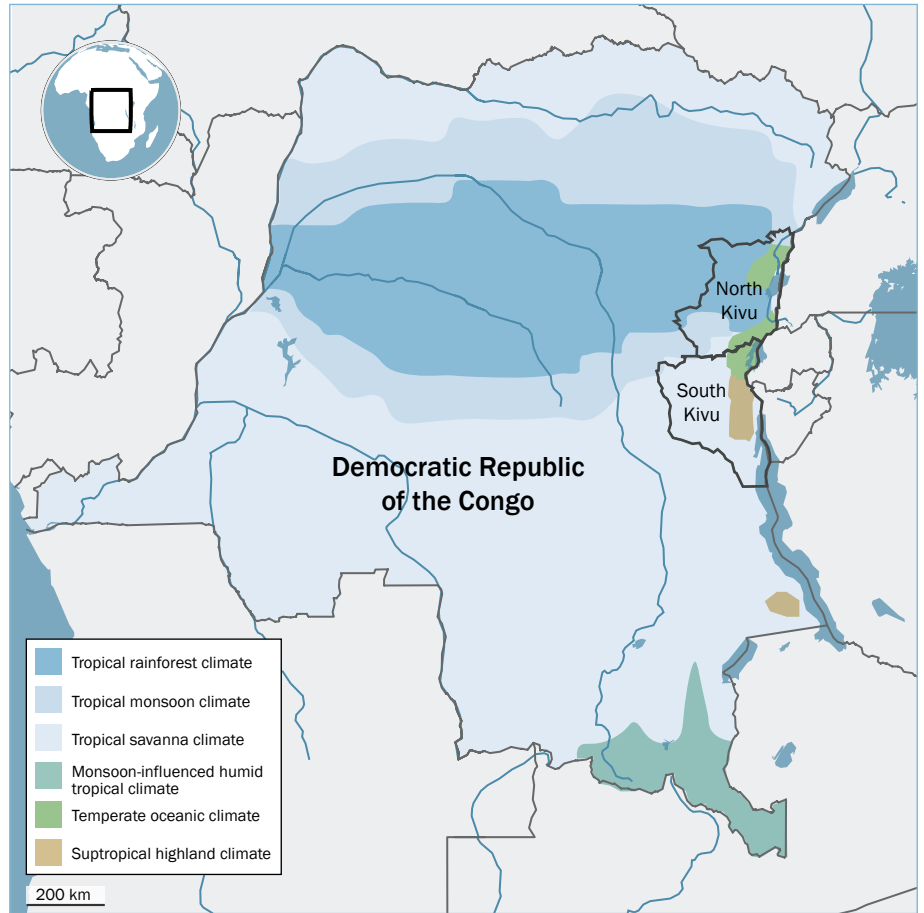 North
Kivu
South
Kivu
Democratic Republic
of the Congo
Tropical rainforest climate
Tropical monsoon climate
Tropical savanna climate
Monsoon-influenced humid
tropical climate
Temperate oceanic climate
Suptropical highland climate
200 km